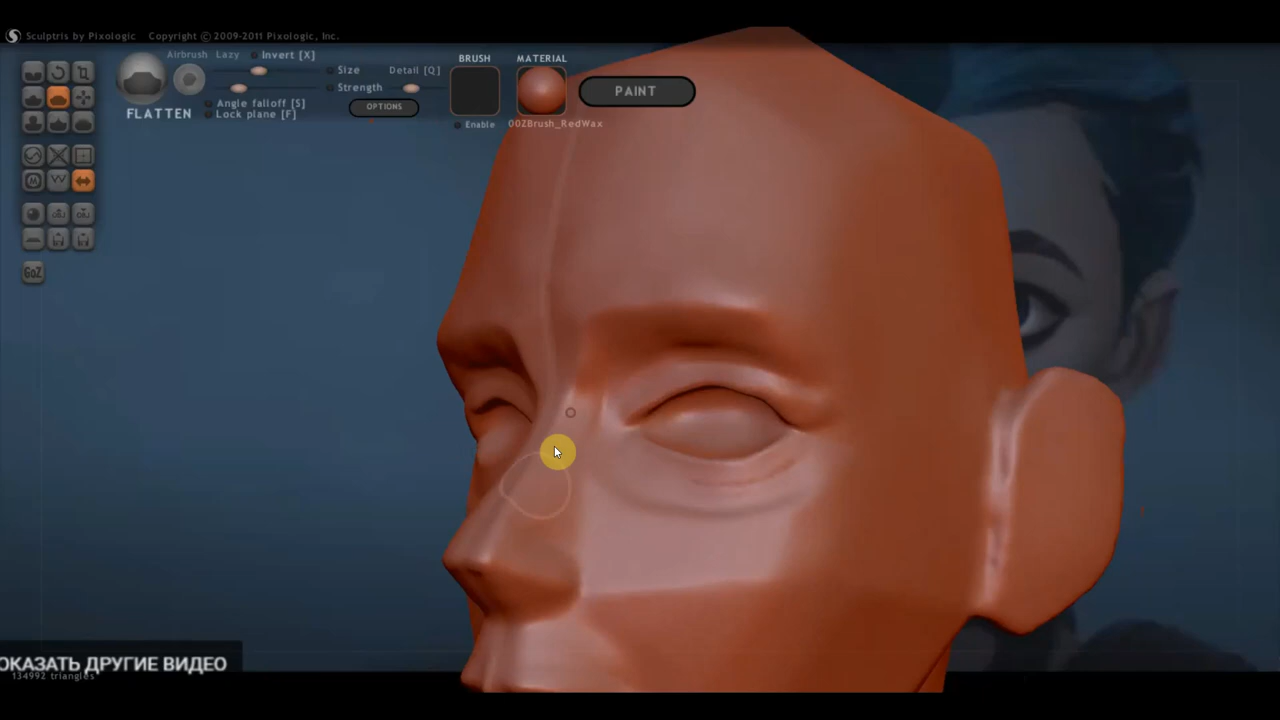 Sculptris by Pixologic Copyright © 2009-2011 Pixologic, Inc.
Airbrush Lazy Invert [X]
Size Detail [Q]
Strength
Angle falloff [S]
Lock plane [F]
OPTIONS
FLATTEN
BRUSH
Enable
MATERIAL
00ZBrush_RedWax
PAINT
GoZ
ОКАЗАТЬ ДРУГИЕ ВИДЕО
134992 triangles